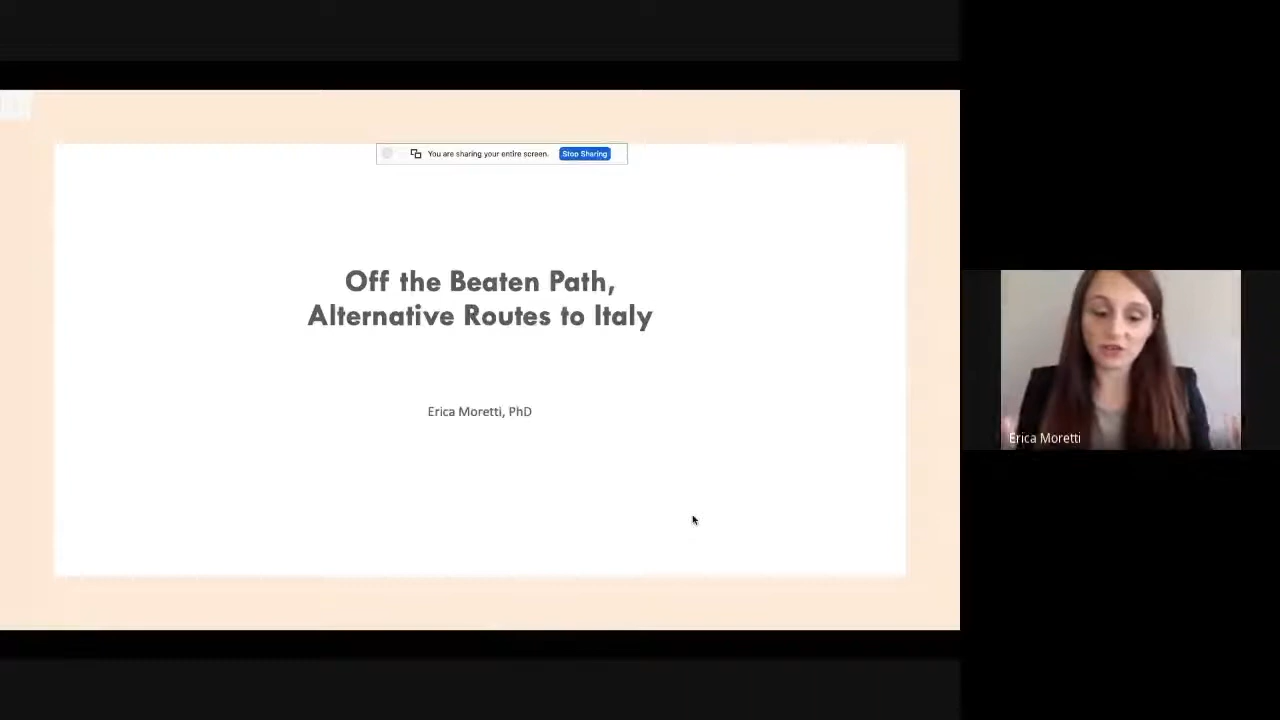 You are sharing your entire screen. Stop Sharing
Off the Beaten Path,
Alternative Routes to Italy
Erica Moretti, PhD
Erica Moretti